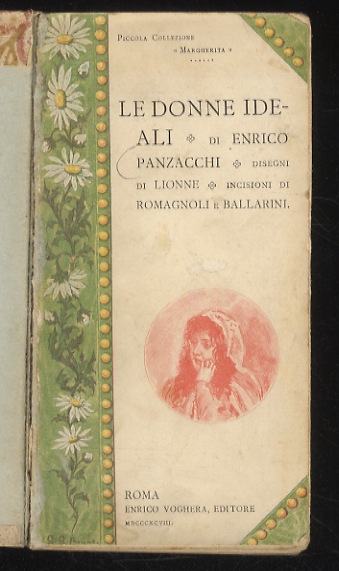 PICCOLA COLLEZIONE
« MARGHERITA »
LE DONNE IDE-
ALI DI ENRICO
PANZACCHI DISEGNI
DI LIONNE INCISIONI DI
ROMAGNOLI E BALLARINI.
ROMA
ENRICO VOGHERA, EDITORE
MDCCCXCVIII.